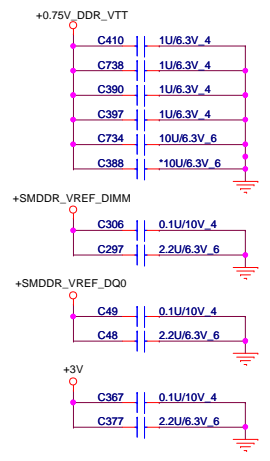 +0.75V_DDR_VTT
C410 1U/6.3V_4
C738 1U/6.3V_4
C390 1U/6.3V_4
C397 1U/6.3V_4
C734 10U/6.3V_6
C388 *10U/6.3V_6
+SMDDR_VREF_DIMM
C306 0.1U/10V_4
C297 2.2U/6.3V_6
+SMDDR_VREF_DQ0
C49 0.1U/10V_4
C48 2.2U/6.3V_6
+3V
C367 0.1U/10V_4
C377 2.2U/6.3V_6